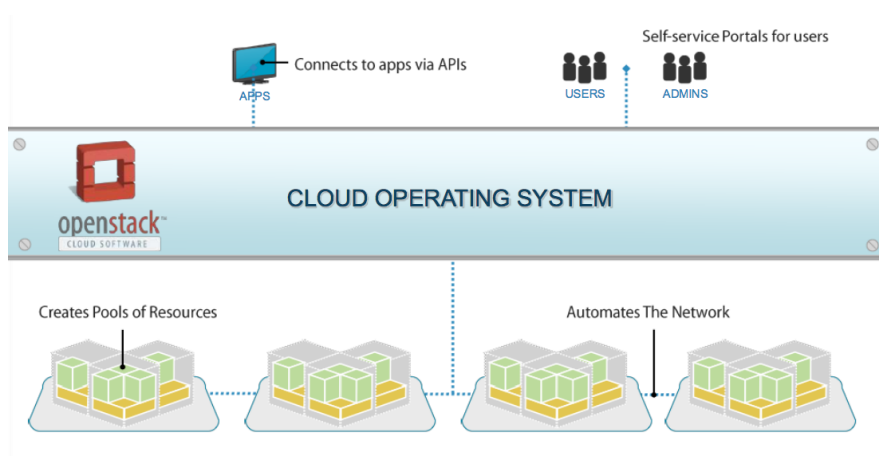 Self-service Portals for users
Connects to apps via APIs
APPS
USERS
ADMINS
CLOUD OPERATING SYSTEM
openstack™
CLOUD SOFTWARE
Creates Pools of Resources
Automates The Network